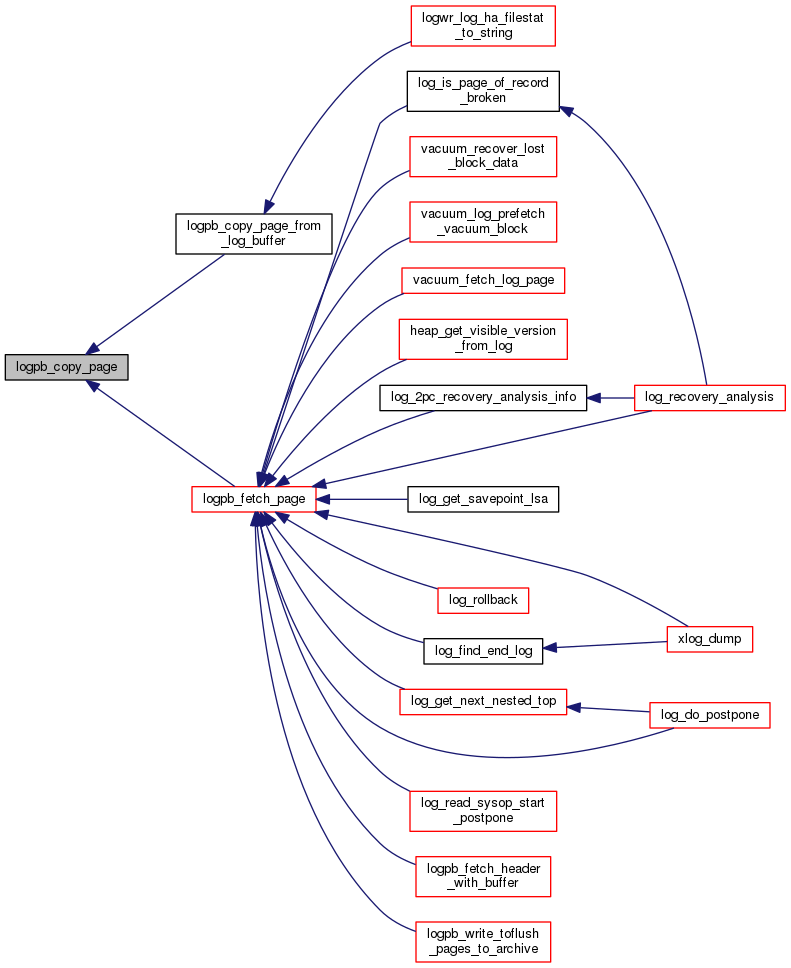 logwr_log_ha_filestat
_to_string
log_is_page_of_record
_broken
vacuum_recover_lost
_block_data
vacuum_log_prefetch
_vacuum_block
logpb_copy_page_from
_log_buffer
vacuum_fetch_log_page
heap_get_visible_version
_from_log
logpb_copy_page
log_2pc_recovery_analysis_info
log_recovery_analysis
logpb_fetch_page
log_get_savepoint_lsa
log_rollback
log_find_end_log
xlog_dump
log_get_next_nested_top
log_do_postpone
log_read_sysop_start
_postpone
logpb_fetch_header
_with_buffer
logpb_write_toflush
_pages_to_archive